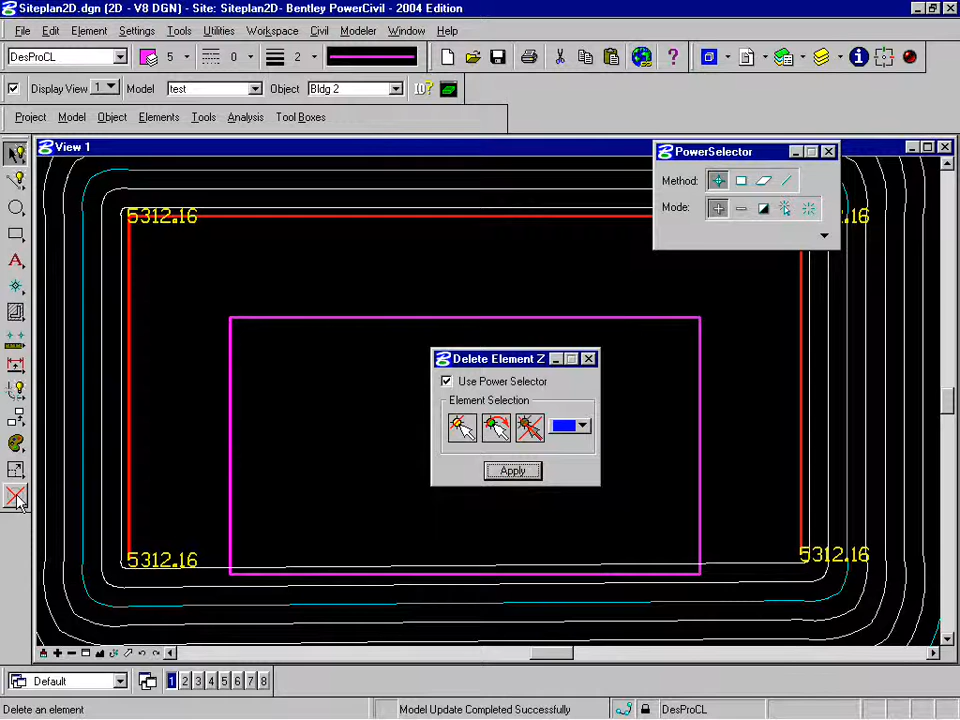 Siteplan2D.dgn (2D - V8 DGN) - Site: Siteplan2D- Bentley PowerCivil - 2004 Edition
File Edit Element Settings Tools Utilities Workspace Civil Modeler Window Help
DesProCL 5 0 2
Display View 1 Model test Object Bldg 2
Project Model Object Elements Tools Analysis Tool Boxes
View 1
PowerSelector
Method:
Mode:
5312.16
.16
Delete Element Z
Use Power Selector
Element Selection
Apply
5312.16
5312.16
Default 1 2 3 4 5 6 7 8
Delete an element Model Update Completed Successfully DesProCL